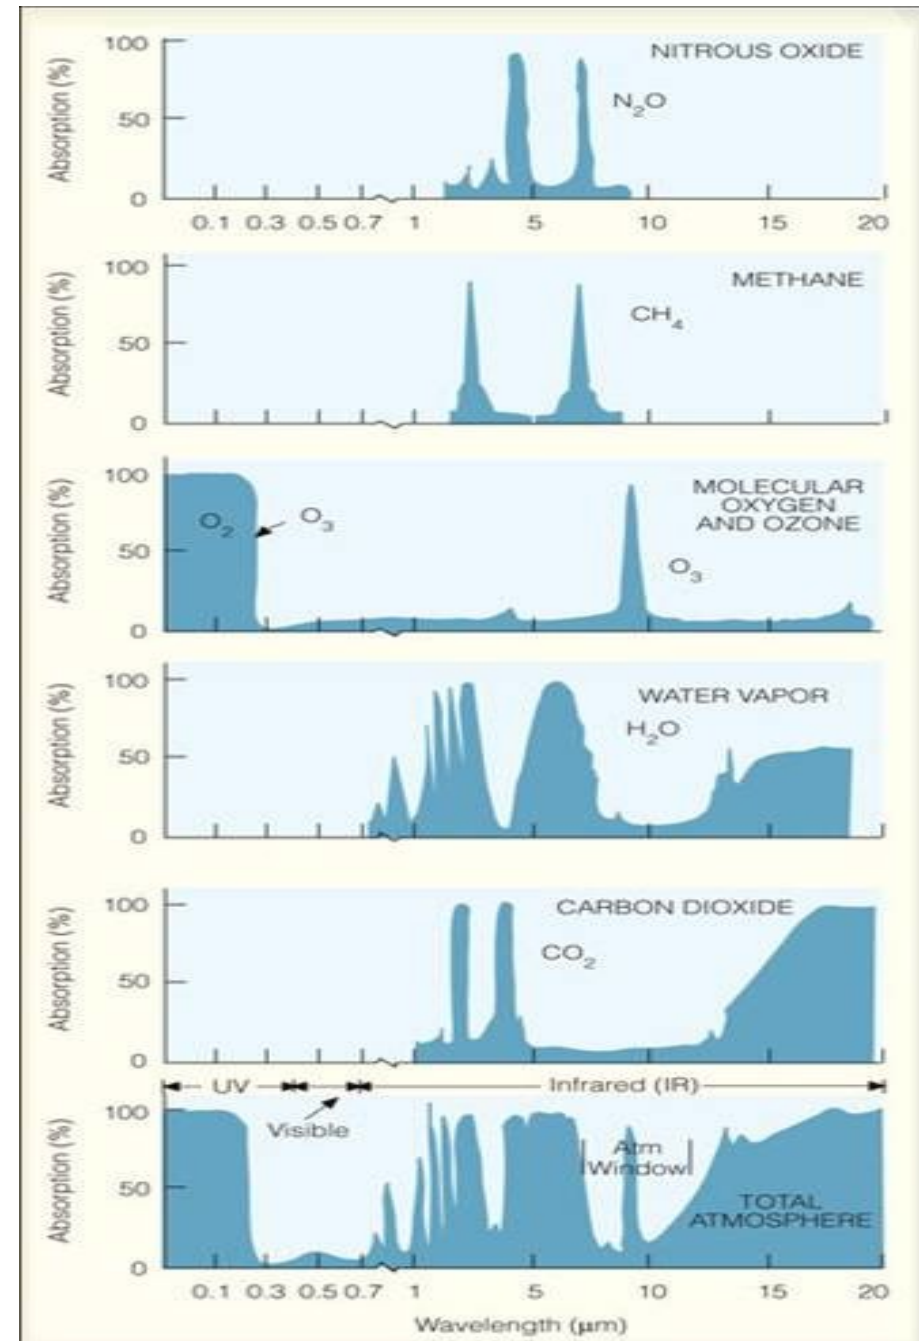 NITROUS OXIDE
N₂O
Absorption (%)
100
50
0
0.1 0.3 0.5 0.7 1 5 10 15 20
METHANE
CH₄
Absorption (%)
100
50
0
MOLECULAR
OXYGEN
AND OZONE
O₂
O₃
O₃
Absorption (%)
100
50
0
WATER VAPOR
H₂O
Absorption (%)
100
50
0
CARBON DIOXIDE
CO₂
Absorption (%)
100
50
0
UV
Infrared (IR)
Visible
Atm
Window
TOTAL
ATMOSPHERE
Absorption (%)
100
50
0
0.1 0.3 0.5 0.7 1 5 10 15 20
Wavelength (μm)